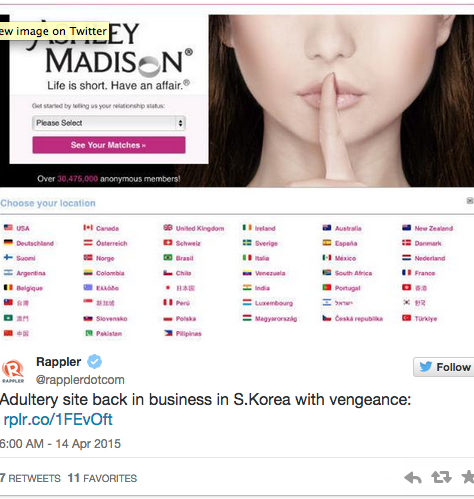 ew image on Twitter
ASHLEY
MADISON®
Life is short. Have an affair.®
Get started by telling us your relationship status:
Please Select
See Your Matches »
Over 30,475,000 anonymous members!
Choose your location
USA Canada United Kingdom Ireland Australia New Zealand
Deutschland Österreich Schweiz Sverige España Danmark
Suomi Norge Brasil Italia México Nederland
Argentina Colombia Chile Venezuela South Africa France
Belgique Ελλάδα 日本国 India Portugal 香港
台灣 新加坡 Perú Luxembourg ישראל 한국
澳門 Slovensko Polska Magyarország Česká republika Türkiye
中国 Pakistan Pilipinas
Rappler
RAPPLER
@rapplerdotcom
Follow
Adultery site back in business in S.Korea with vengeance:
rplr.co/1FEvOft
6:00 AM - 14 Apr 2015
7 RETWEETS 11 FAVORITES